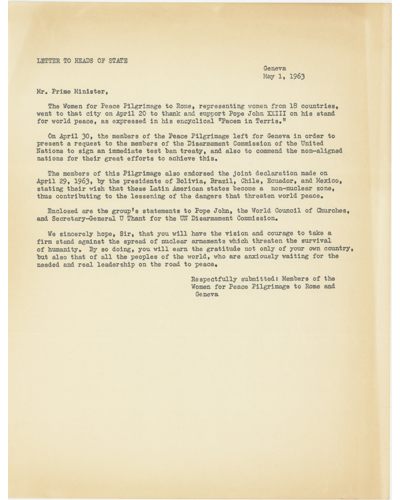 LETTER TO HEADS OF STATE
Geneva
May 1, 1963
Mr. Prime Minister,
The Women for Peace Pilgrimage to Rome, representing women from 18 countries,
went to that city on April 20 to thank and support Pope John XXIII on his stand
for world peace, as expressed in his encyclical "Pacem in Terris."
On April 30, the members of the Peace Pilgrimage left for Geneva in order to
present a request to the members of the Disarmament Commission of the United
Nations to sign an immediate test ban treaty, and also to commend the non-aligned
nations for their great efforts to achieve this.
The members of this Pilgrimage also endorsed the joint declaration made on
April 29, 1963, by the presidents of Bolivia, Brazil, Chile, Ecuador, and Mexico,
stating their wish that these Latin American states become a non-nuclear zone,
thus contributing to the lessening of the dangers that threaten world peace.
Enclosed are the group's statements to Pope John, the World Council of Churches,
and Secretary-General U Thant for the UN Disarmament Commission.
We sincerely hope, Sir, that you will have the vision and courage to take a
firm stand against the spread of nuclear armements which threaten the survival
of humanity. By so doing, you will earn the gratitude not only of your own country,
but also that of all the peoples of the world, who are anxiously waiting for the
needed and real leadership on the road to peace.
Respectfully submitted: Members of the
Women for Peace Pilgrimage to Rome and
Geneva